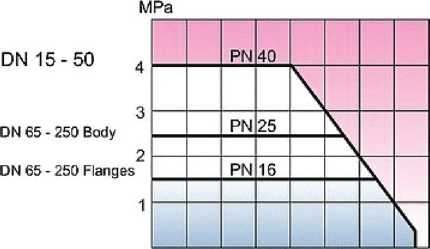 MPa
DN 15 - 50
4
PN 40
3
DN 65 - 250 Body
PN 25
2
DN 65 - 250 Flanges
PN 16
1